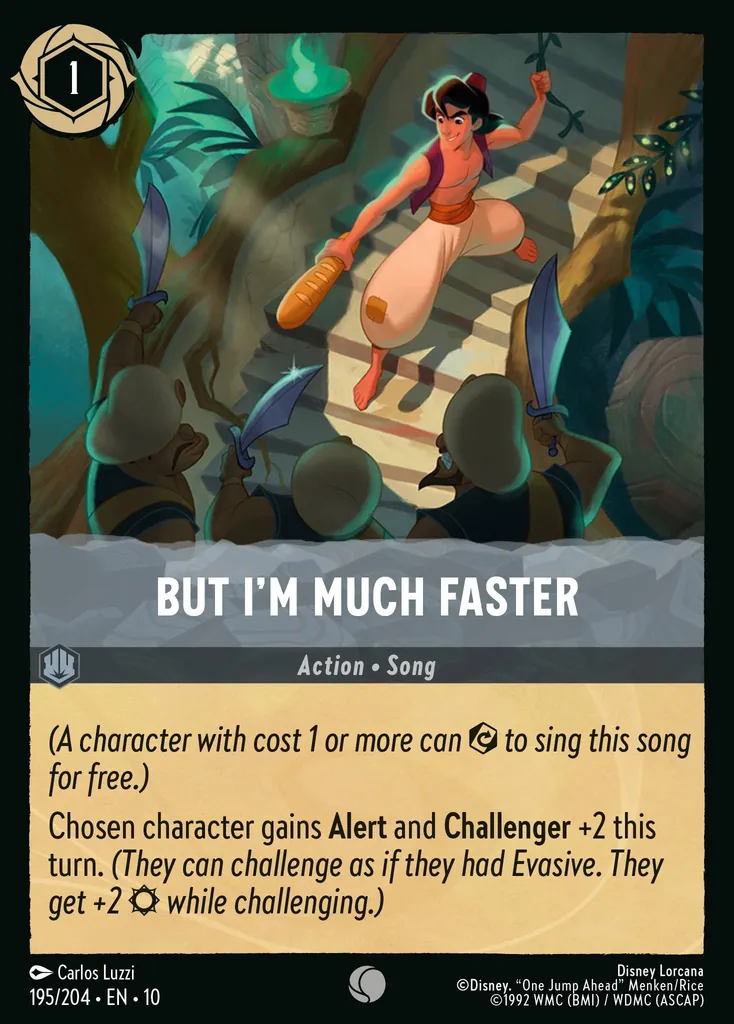 1
BUT I'M MUCH FASTER
Action • Song
(A character with cost 1 or more can to sing this song
for free.)
Chosen character gains Alert and Challenger +2 this
turn. (They can challenge as if they had Evasive. They
get +2 while challenging.)
Carlos Luzzi
195/204 • EN • 10
Disney Lorcana
©Disney. “One Jump Ahead” Menken/Rice
©1992 WMC (BMI) / WDMC (ASCAP)